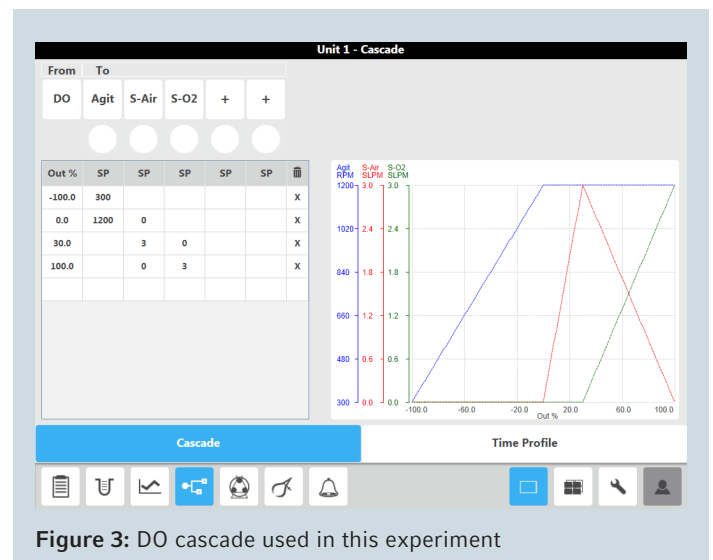 Unit 1 - Cascade
From To
DO Agit S-Air S-O2 + +
Out % SP SP SP SP SP
-100.0 300 X
0.0 1200 0 X
30.0 3 0 X
100.0 0 3 X
Agit S-Air S-O2
RPM SLPM SLPM
1200 3.0 3.0
1020 2.4 2.4
840 1.8 1.8
660 1.2 1.2
480 0.6 0.6
300 0.0 0.0
-100.0 -60.0 -20.0 20.0 60.0 100.0
Out %
Cascade Time Profile
Figure 3: DO cascade used in this experiment